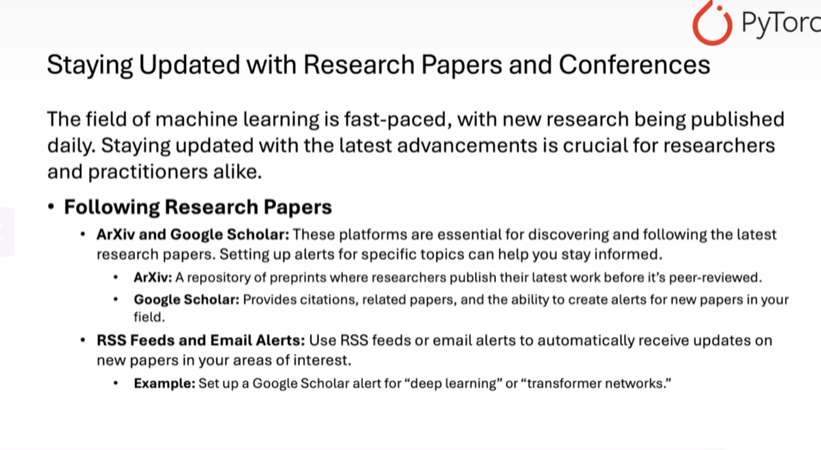 PyTorc
Staying Updated with Research Papers and Conferences
The field of machine learning is fast-paced, with new research being published
daily. Staying updated with the latest advancements is crucial for researchers
and practitioners alike.
• Following Research Papers
• ArXiv and Google Scholar: These platforms are essential for discovering and following the latest
research papers. Setting up alerts for specific topics can help you stay informed.
• ArXiv: A repository of preprints where researchers publish their latest work before it's peer-reviewed.
• Google Scholar: Provides citations, related papers, and the ability to create alerts for new papers in your
field.
• RSS Feeds and Email Alerts: Use RSS feeds or email alerts to automatically receive updates on
new papers in your areas of interest.
• Example: Set up a Google Scholar alert for “deep learning” or “transformer networks.”